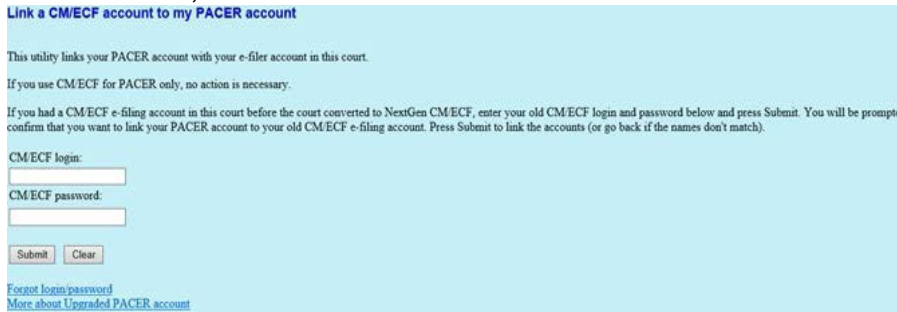 Link a CM/ECF account to my PACER account
This utility links your PACER account with your e-filer account in this court.
If you use CM/ECF for PACER only, no action is necessary.
If you had a CM/ECF e-filing account in this court before the court converted to NextGen CM/ECF, enter your old CM/ECF login and password below and press Submit. You will be prompte
confirm that you want to link your PACER account to your old CM/ECF e-filing account. Press Submit to link the accounts (or go back if the names don't match).
CM/ECF login:
CM/ECF password:
Submit Clear
Forgot login/password
More about Upgraded PACER account